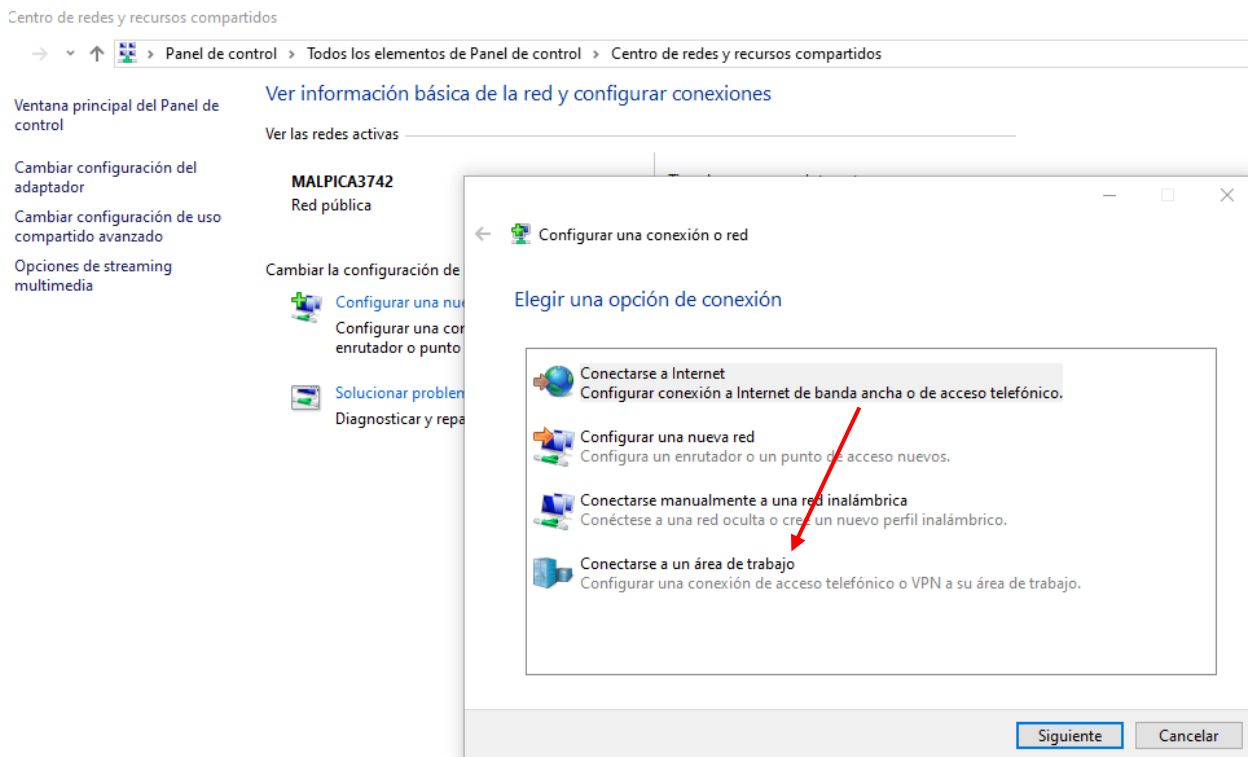 Centro de redes y recursos compartidos
Panel de control > Todos los elementos de Panel de control > Centro de redes y recursos compartidos
Ventana principal del Panel de
control
Cambiar configuración del
adaptador
Cambiar configuración de uso
compartido avanzado
Opciones de streaming
multimedia
Ver información básica de la red y configurar conexiones
Ver las redes activas
MALPICA3742
Red pública
Cambiar la configuración de
Configurar una nue
Configurar una cor
enrutador o punto
Solucionar problen
Diagnosticar y repa
Configurar una conexión o red
Elegir una opción de conexión
Conectarse a Internet
Configurar conexión a Internet de banda ancha o de acceso telefónico.
Configurar una nueva red
Configura un enrutador o un punto de acceso nuevos.
Conectarse manualmente a una red inalámbrica
Conéctese a una red oculta o cree un nuevo perfil inalámbrico.
Conectarse a un área de trabajo
Configurar una conexión de acceso telefónico o VPN a su área de trabajo.
Siguiente
Cancelar